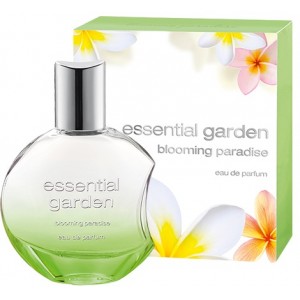 essential garden
blooming paradise
eau de parfum
essential
garden
blooming paradise
eau de parfum